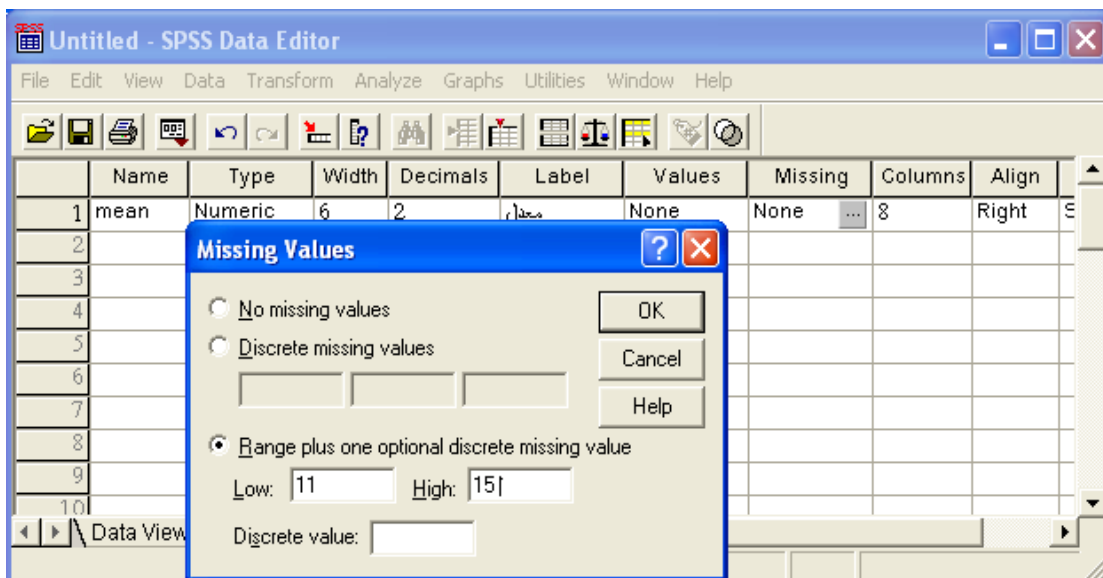 SPSS
Untitled - SPSS Data Editor
File Edit View Data Transform Analyze Graphs Utilities Window Help
Name Type Width Decimals Label Values Missing Columns Align
1 mean Numeric 6 2 معدل None None ... 8 Right S
2
3
4
5
6
7
8
9
10
Missing Values
No missing values
OK
Discrete missing values
Cancel
Help
Range plus one optional discrete missing value
Low: 11 High: 15
Discrete value:
Data View